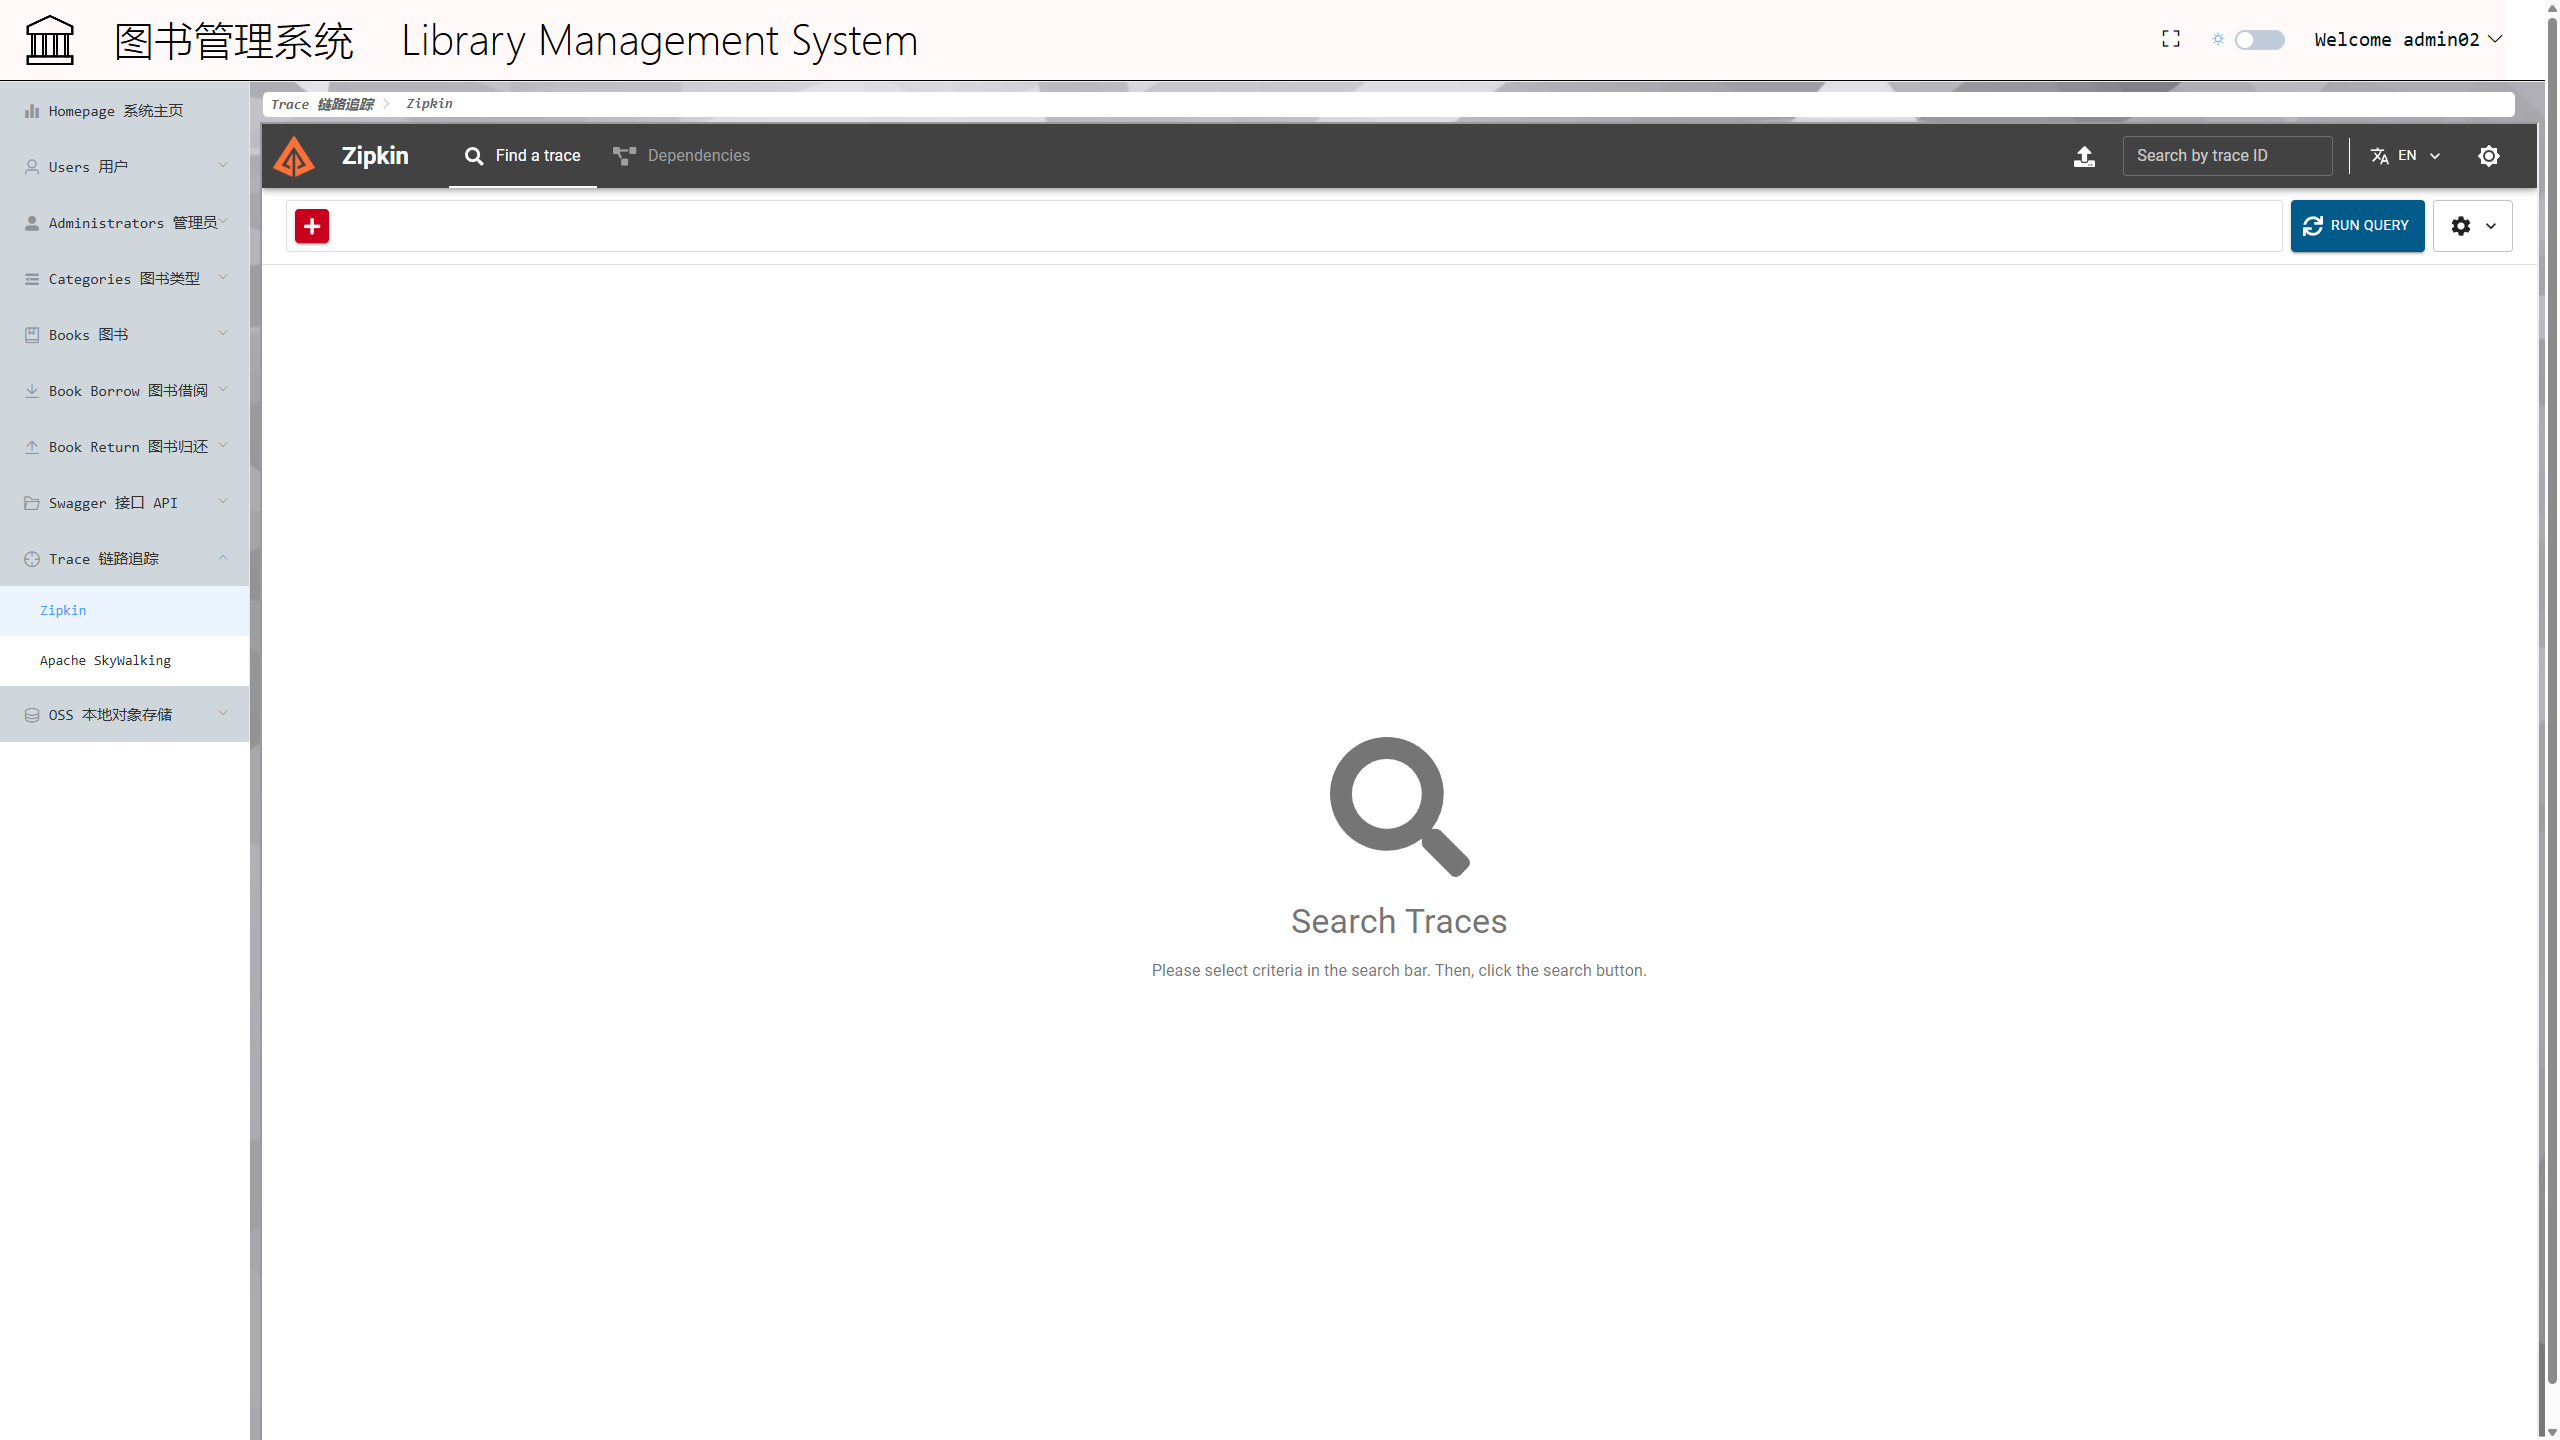 图书管理系统 Library Management System
Welcome admin02
Homepage 系统主页
Users 用户
Administrators 管理员
Categories 图书类型
Books 图书
Book Borrow 图书借阅
Book Return 图书归还
Swagger 接口 API
Trace 链路追踪
Zipkin
Apache SkyWalking
OSS 本地对象存储
Trace 链路追踪 Zipkin
Zipkin Find a trace Dependencies Search by trace ID EN
RUN QUERY
Search Traces
Please select criteria in the search bar. Then, click the search button.